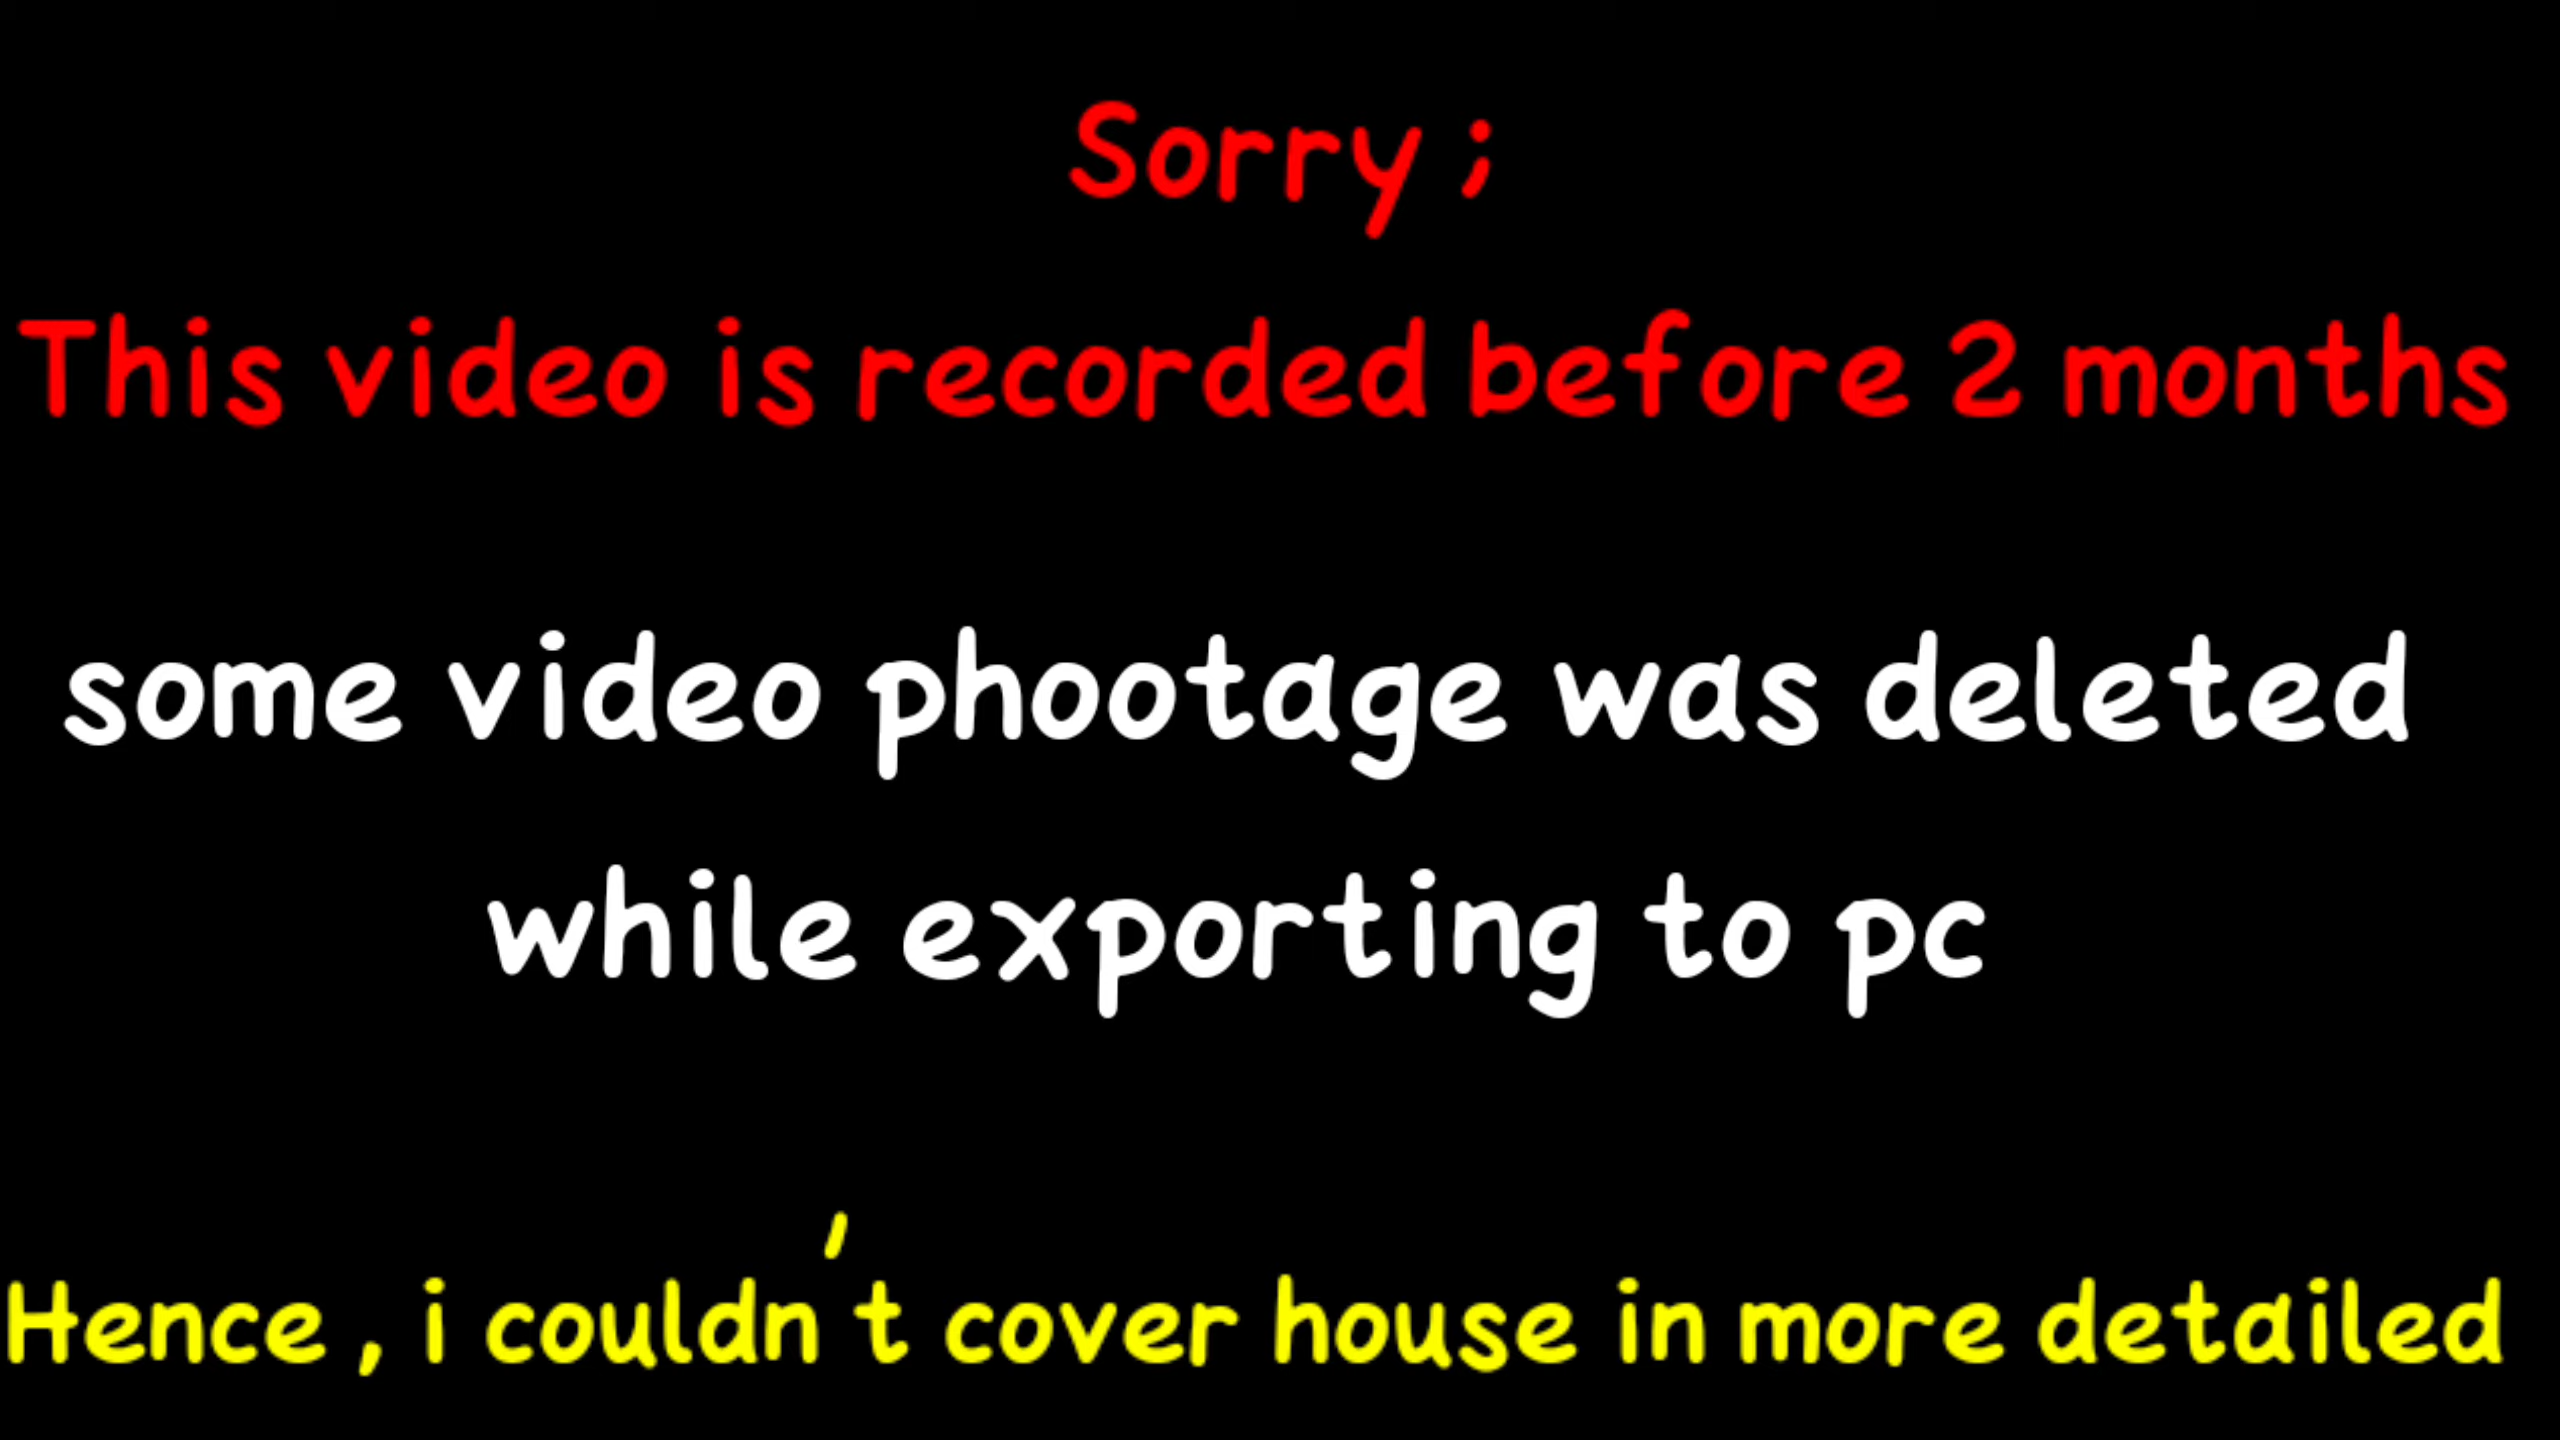 Sorry ;
This video is recorded before 2 months
some video phootage was deleted
while exporting to pc
Hence , i couldn't cover house in more detailed